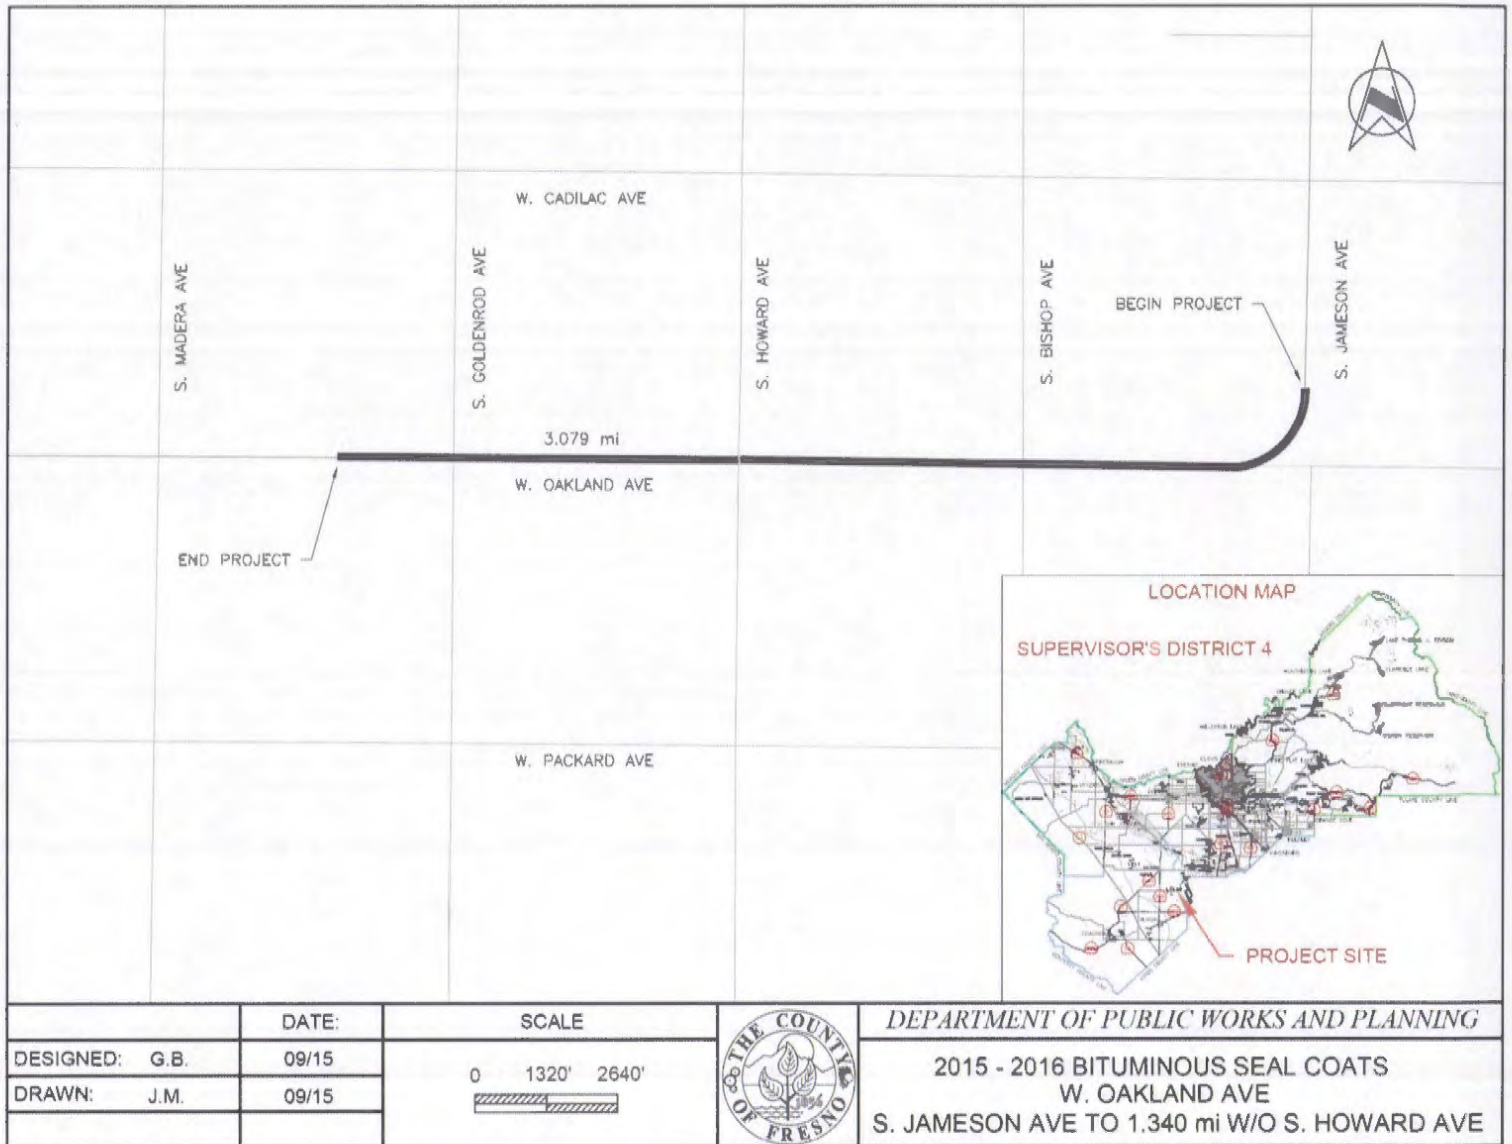 W. CADILAC AVE
S. MADERA AVE
S. GOLDENROD AVE
S. HOWARD AVE
S. BISHOP AVE
S. JAMESON AVE
BEGIN PROJECT
3.079 mi
W. OAKLAND AVE
END PROJECT
W. PACKARD AVE
LOCATION MAP
SUPERVISOR'S DISTRICT 4
PROJECT SITE
DATE:
SCALE
DESIGNED: G.B. 09/15
DRAWN: J.M. 09/15
0 1320' 2640'
THE COUNTY OF FRESNO
1856
DEPARTMENT OF PUBLIC WORKS AND PLANNING
2015 - 2016 BITUMINOUS SEAL COATS
W. OAKLAND AVE
S. JAMESON AVE TO 1.340 mi W/O S. HOWARD AVE